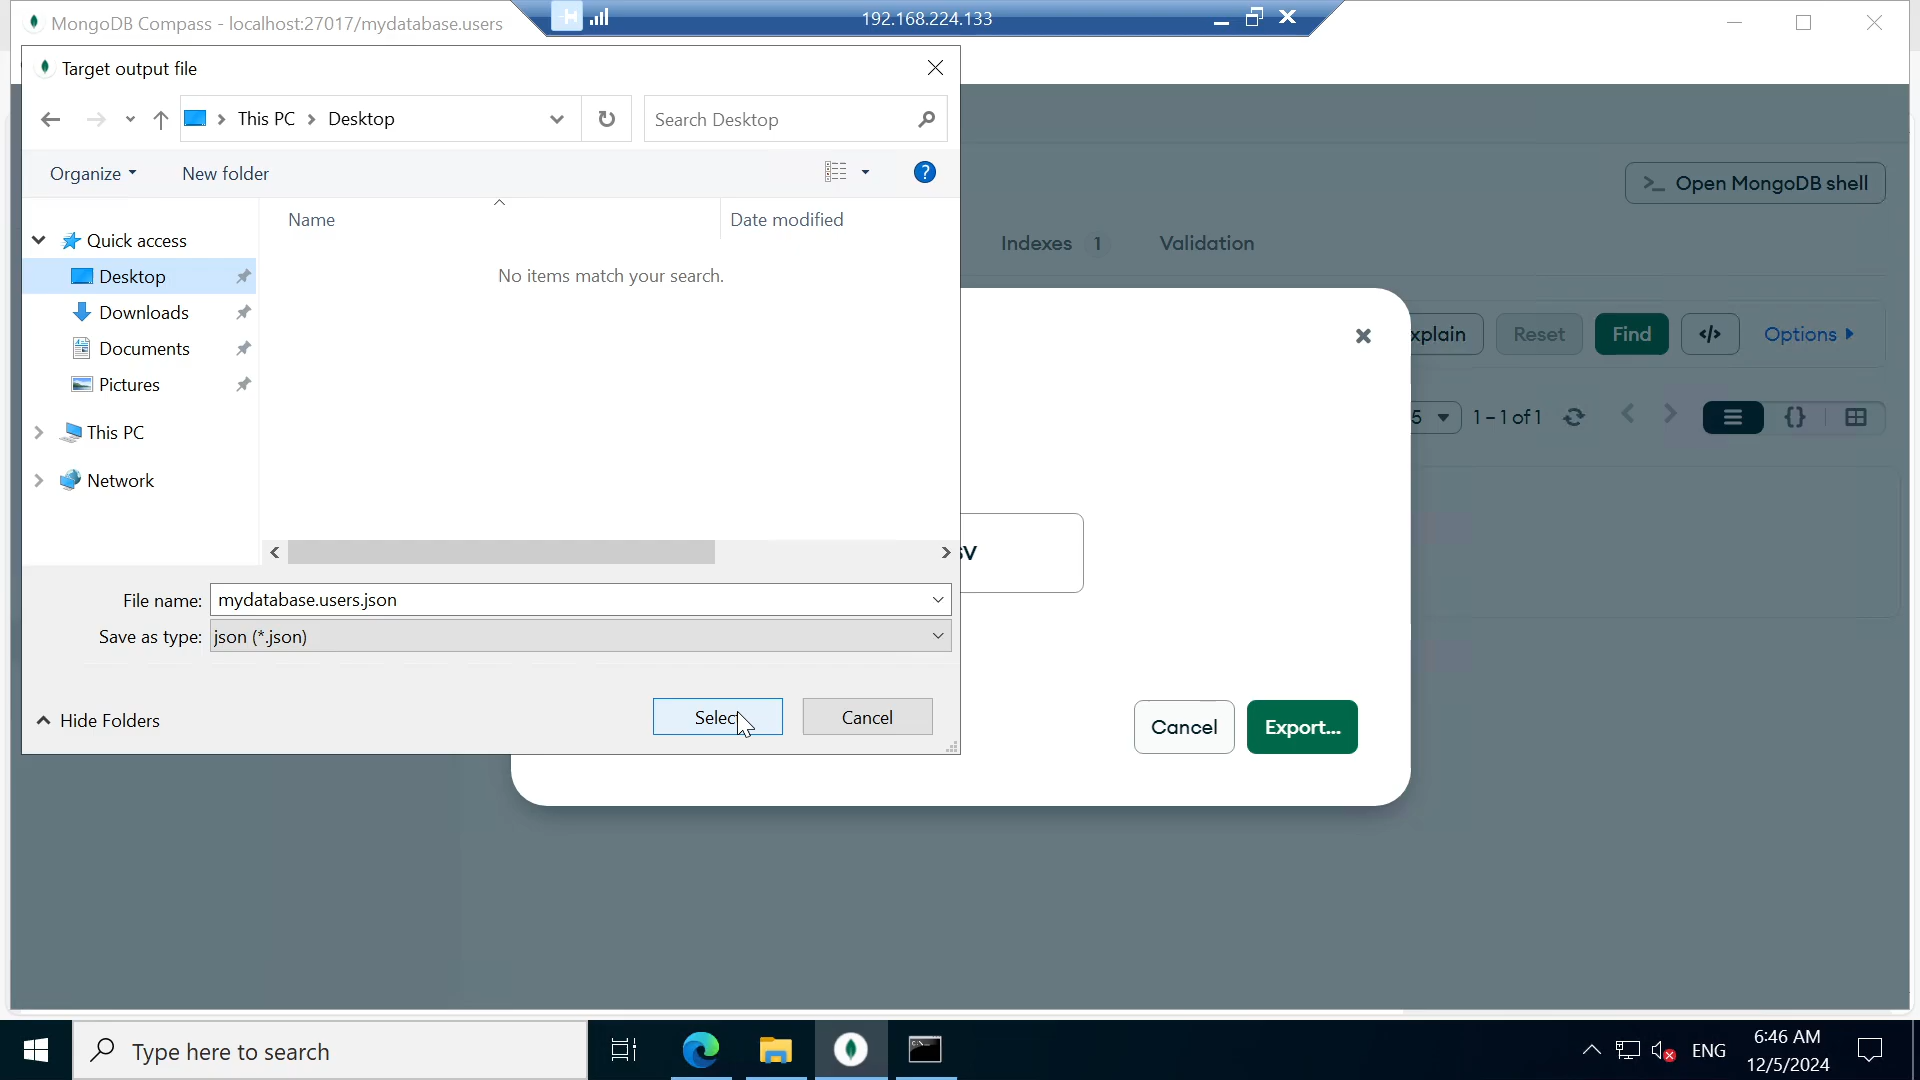 MongoDB Compass - localhost:27017/mydatabase.users
192.168.224.133
Target output file
This PC
Desktop
Search Desktop
Organize
New folder
Open MongoDB shell
Quick access
Name
Date modified
Indexes 1
Validation
Desktop
No items match your search.
Downloads
Documents
xplain
Reset
Find
</>
Options
Pictures
This PC
5
1 – 1 of 1
{}
Network
SV
File name: mydatabase.users.json
Save as type: json (*.json)
Hide Folders
Select
Cancel
Cancel
Export...
Type here to search
ENG
6:46 AM
12/5/2024